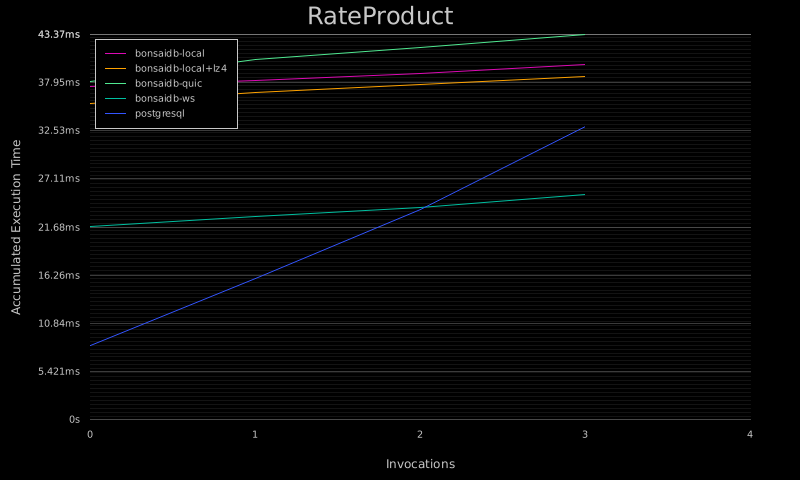 RateProduct
43.37ms
bonsaidb-local
bonsaidb-local+lz4
bonsaidb-quic
bonsaidb-ws
postgresql
37.95ms
32.53ms
27.11ms
21.68ms
16.26ms
10.84ms
5.421ms
0s
Accumulated Execution Time
0 1 2 3 4
Invocations